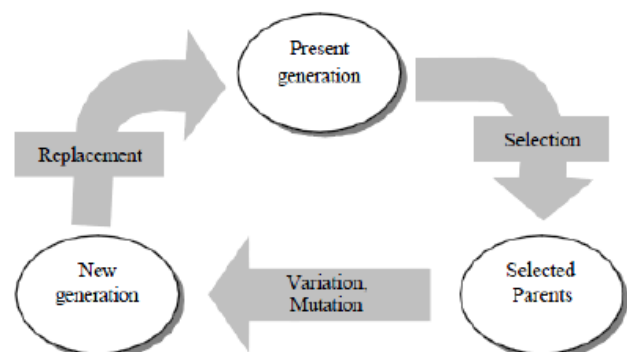 Present
generation
Replacement
Selection
New
generation
Variation,
Mutation
Selected
Parents